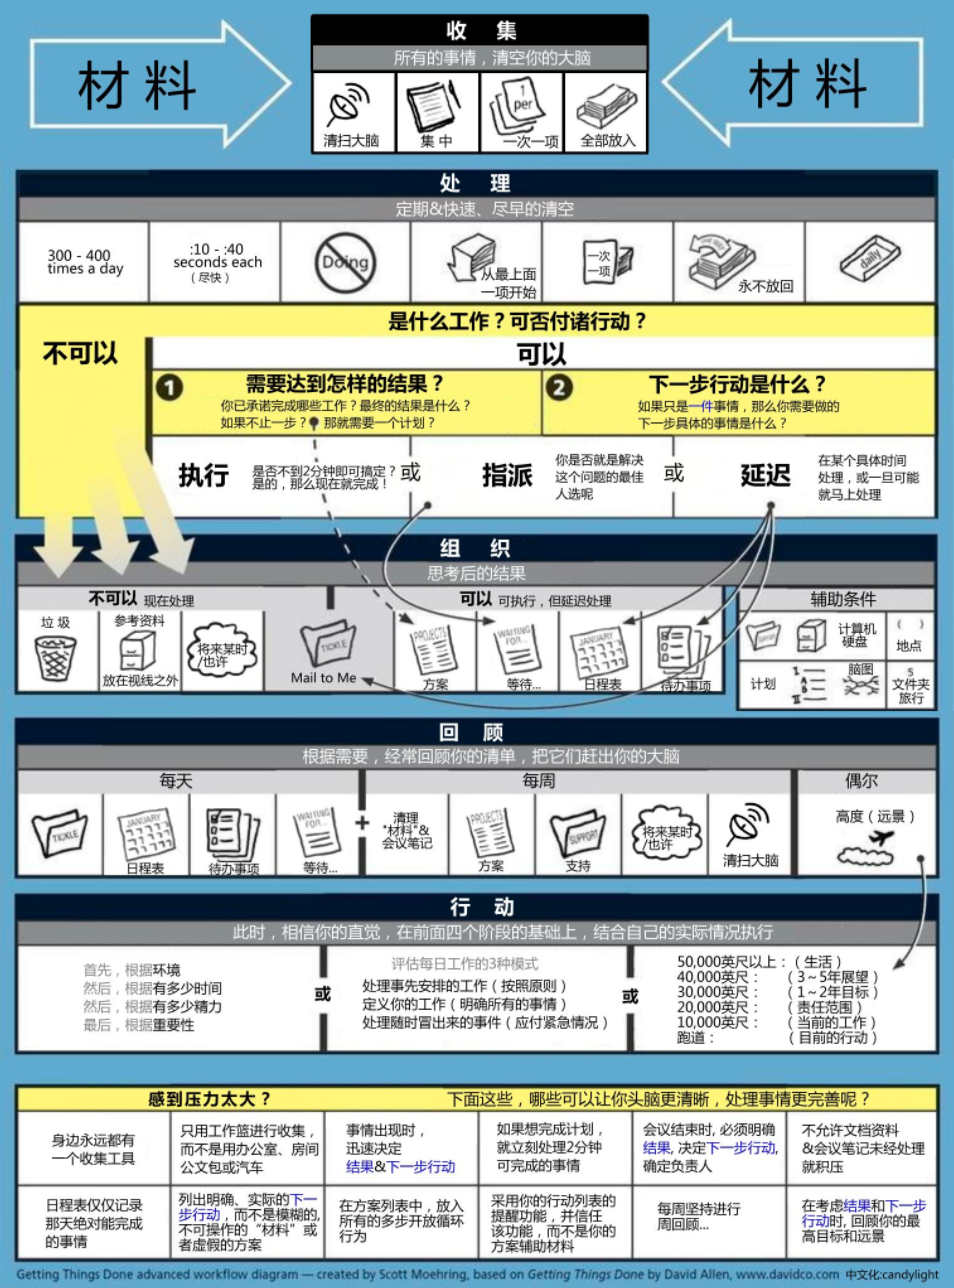 收 集
所有的事情，清空你的大脑
材 料
材 料
per
清扫大脑
集 中
一次一项
全部放入
处 理
定期&快速、尽早的清空
300 - 400
times a day
:10 - :40
seconds each
（尽快）
Doing
从最上面
一项开始
一次
一项
永不放回
daily
是什么工作？可否付诸行动？
不可以
可以
1
需要达到怎样的结果？
你已承诺完成哪些工作？最终的结果是什么？
如果不止一步？ 那就需要一个计划？
2
下一步行动是什么？
如果只是一件事情，那么你需要做的
下一步具体的事情是什么？
执行
是否不到2分钟即可搞定？
是的，那么现在就完成！
或
指派
你是否就是解决
这个问题的最佳
人选呢
或
延迟
在某个具体时间
处理，或一旦可能
就马上处理
组 织
思考后的结果
不可以 现在处理
可以 可执行，但延迟处理
辅助条件
垃 圾
参考资料
放在视线之外
将来某时
/也许
TICKLE
Mail to Me
PROJECTS
方案
WAITING
FOR...
等待...
JANUARY
日程表
待办事项
计算机
硬盘
（ ）
地点
计划
脑图
5
文件夹
旅行
回 顾
根据需要，经常回顾你的清单，把它们赶出你的大脑
每天
每周
偶尔
TICKLE
JANUARY
日程表
待办事项
WAITING
FOR...
等待...
+
清理
"材料"&
会议笔记
PROJECTS
方案
SUPPORT
支持
将来某时
/也许
清扫大脑
高度（远景）
行 动
此时，相信你的直觉，在前面四个阶段的基础上，结合自己的实际情况执行
首先，根据环境
然后，根据有多少时间
然后，根据有多少精力
最后，根据重要性
或
评估每日工作的3种模式
处理事先安排的工作（按照原则）
定义你的工作（明确所有的事情）
处理随时冒出来的事件（应付紧急情况）
或
50,000英尺以上：（生活）
40,000英尺： （3～5年展望）
30,000英尺： （1～2年目标）
20,000英尺： （责任范围）
10,000英尺： （当前的工作）
跑道： （目前的行动）
感到压力太大？
下面这些，哪些可以让你头脑更清晰，处理事情更完善呢？
身边永远都有
一个收集工具
只用工作篮进行收集，
而不是用办公室、房间
公文包或汽车
事情出现时，
迅速决定
结果&下一步行动
如果想完成计划，
就立刻处理2分钟
可完成的事情
会议结束时, 必须明确
结果, 决定下一步行动,
确定负责人
不允许文档资料
&会议笔记未经处理
就积压
日程表仅仅记录
那天绝对能完成
的事情
列出明确、实际的下一
步行动，而不是模糊的,
不可操作的“材料”或
者虚假的方案
在方案列表中，放入
所有的多步开放循环
行为
采用你的行动列表的
提醒功能，并信任
该功能，而不是你的
方案辅助材料
每周坚持进行
周回顾...
在考虑结果和下一步
行动时, 回顾你的最
高目标和远景
Getting Things Done advanced workflow diagram — created by Scott Moehring, based on Getting Things Done by David Allen, www.davidco.com 中文化:candylight